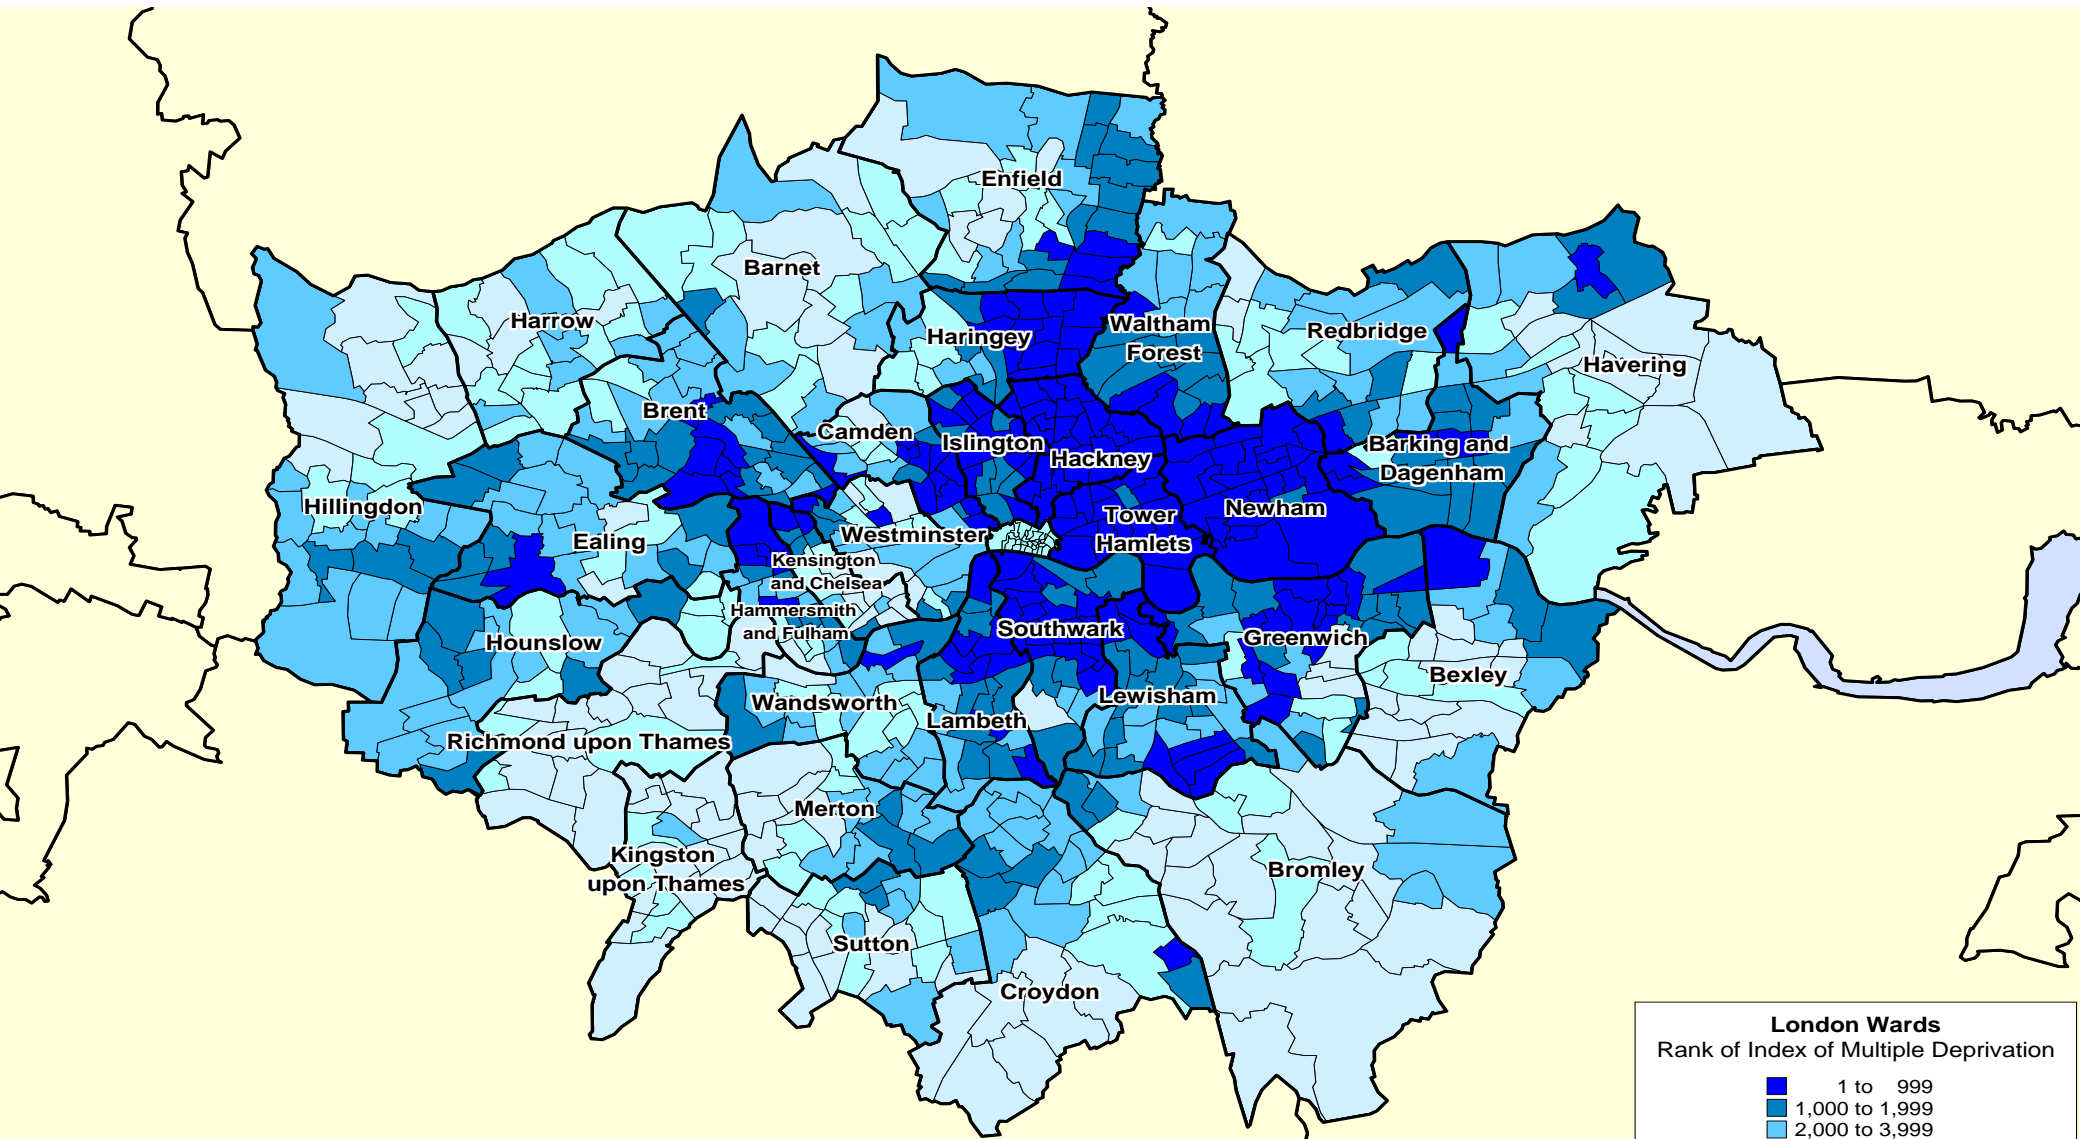 Enfield
Barnet
Harrow
Haringey
Waltham
Forest
Redbridge
Havering
Brent
Camden
Islington
Hackney
Barking and
Dagenham
Hillingdon
Ealing
Westminster
Tower
Hamlets
Newham
Kensington
and Chelsea
Hammersmith
and Fulham
Hounslow
Southwark
Greenwich
Bexley
Wandsworth
Lambeth
Lewisham
Richmond upon Thames
Merton
Kingston
upon Thames
Bromley
Sutton
Croydon
London Wards
Rank of Index of Multiple Deprivation
1 to 999
1,000 to 1,999
2,000 to 3,999